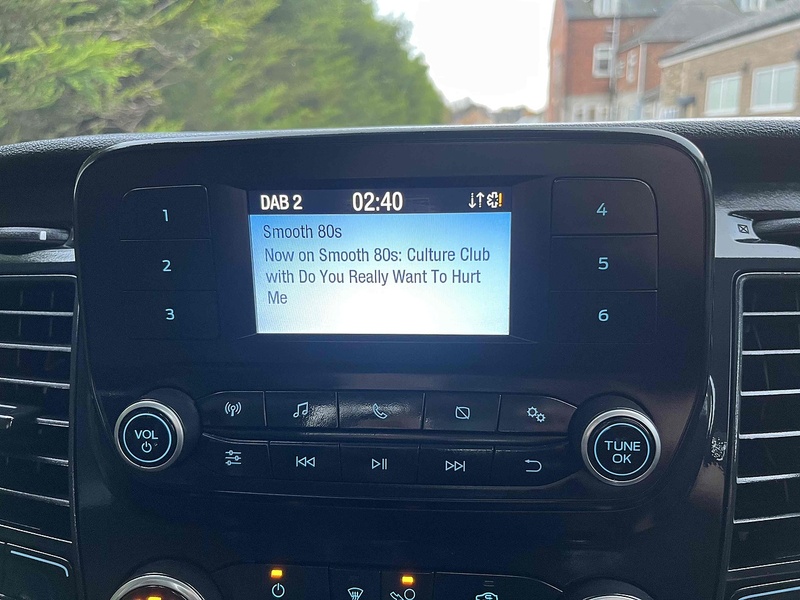 DAB 2 02:40
Smooth 80s
Now on Smooth 80s: Culture Club
with Do You Really Want To Hurt
Me
1
2
3
4
5
6
VOL
TUNE
OK